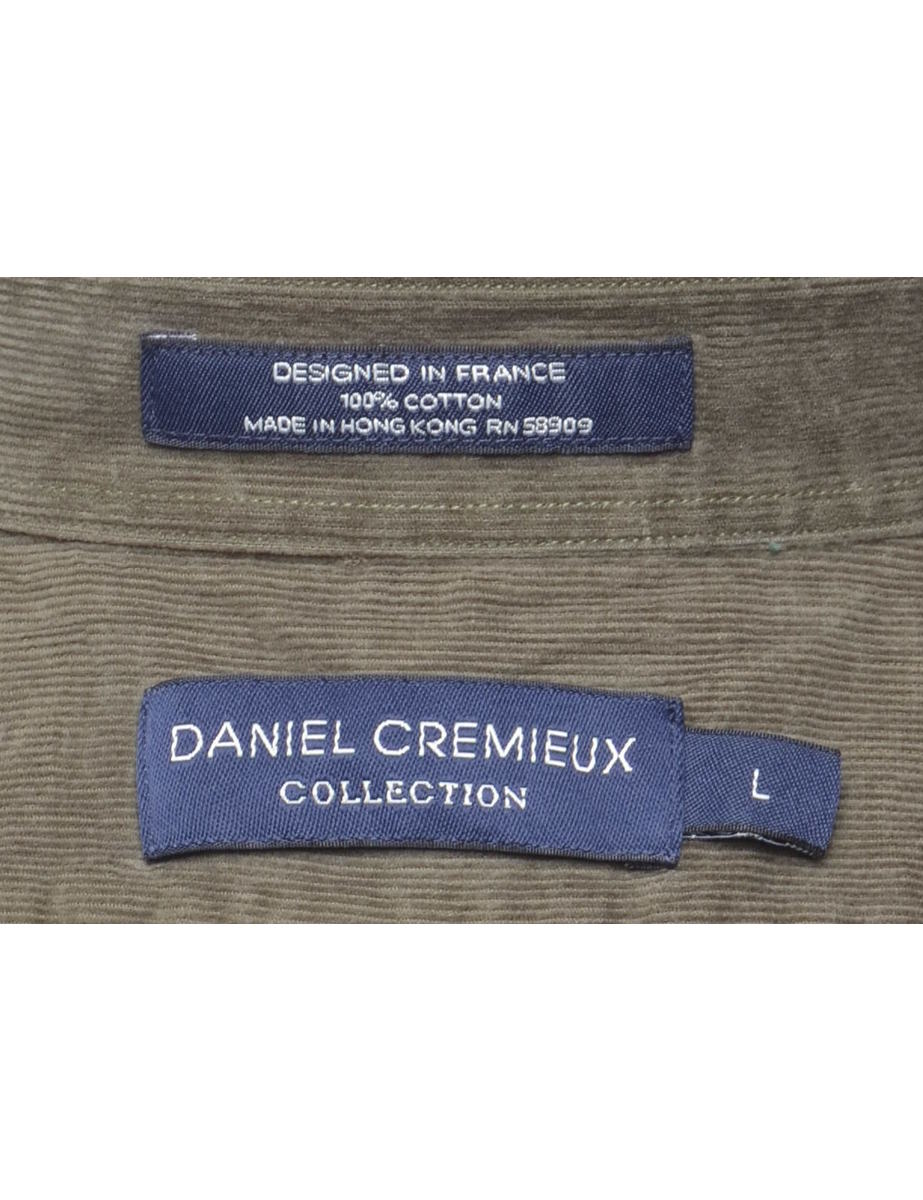 DESIGNED IN FRANCE
100% COTTON
MADE IN HONG KONG RN 58909
DANIEL CREMIEUX
COLLECTION
L